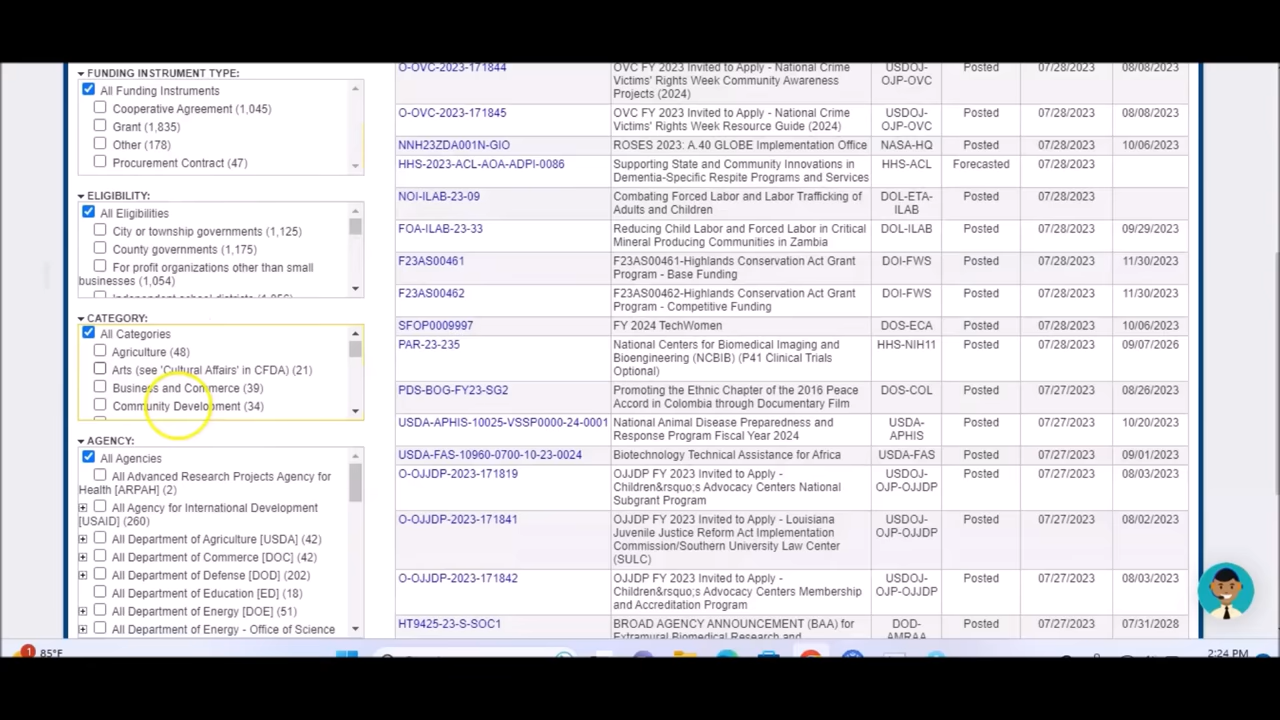 FUNDING INSTRUMENT TYPE:
All Funding Instruments
Cooperative Agreement (1,045)
Grant (1,835)
Other (178)
Procurement Contract (47)
ELIGIBILITY:
All Eligibilities
City or township governments (1,125)
County governments (1,175)
For profit organizations other than small
businesses (1,054)
CATEGORY:
All Categories
Agriculture (48)
Arts (see 'Cultural Affairs' in CFDA) (21)
Business and Commerce (39)
Community Development (34)
AGENCY:
All Agencies
All Advanced Research Projects Agency for
Health [ARPAH] (2)
All Agency for International Development
[USAID] (260)
All Department of Agriculture [USDA] (42)
All Department of Commerce [DOC] (42)
All Department of Defense [DOD] (202)
All Department of Education [ED] (18)
All Department of Energy [DOE] (51)
All Department of Energy - Office of Science
O-OVC-2023-171844 OVC FY 2023 Invited to Apply - National Crime USDOJ- Posted 07/28/2023 08/08/2023
Victims' Rights Week Community Awareness OJP-OVC
Projects (2024)
O-OVC-2023-171845 OVC FY 2023 Invited to Apply - National Crime USDOJ- Posted 07/28/2023 08/08/2023
Victims' Rights Week Resource Guide (2024) OJP-OVC
NNH23ZDA001N-GIO ROSES 2023: A.40 GLOBE Implementation Office NASA-HQ Posted 07/28/2023 10/06/2023
HHS-2023-ACL-AOA-ADPI-0086 Supporting State and Community Innovations in HHS-ACL Forecasted 07/28/2023
Dementia-Specific Respite Programs and Services
NOI-ILAB-23-09 Combating Forced Labor and Labor Trafficking of DOL-ETA- Posted 07/28/2023
Adults and Children ILAB
FOA-ILAB-23-33 Reducing Child Labor and Forced Labor in Critical DOL-ILAB Posted 07/28/2023 09/29/2023
Mineral Producing Communities in Zambia
F23AS00461 F23AS00461-Highlands Conservation Act Grant DOI-FWS Posted 07/28/2023 11/30/2023
Program - Base Funding
F23AS00462 F23AS00462-Highlands Conservation Act Grant DOI-FWS Posted 07/28/2023 11/30/2023
Program - Competitive Funding
SFOP0009997 FY 2024 TechWomen DOS-ECA Posted 07/28/2023 10/06/2023
PAR-23-235 National Centers for Biomedical Imaging and HHS-NIH11 Posted 07/28/2023 09/07/2026
Bioengineering (NCBIB) (P41 Clinical Trials
Optional)
PDS-BOG-FY23-SG2 Promoting the Ethnic Chapter of the 2016 Peace DOS-COL Posted 07/27/2023 08/26/2023
Accord in Colombia through Documentary Film
USDA-APHIS-10025-VSSP0000-24-0001 National Animal Disease Preparedness and USDA- Posted 07/27/2023 10/20/2023
Response Program Fiscal Year 2024 APHIS
USDA-FAS-10960-0700-10-23-0024 Biotechnology Technical Assistance for Africa USDA-FAS Posted 07/27/2023 09/01/2023
O-OJJDP-2023-171819 OJJDP FY 2023 Invited to Apply - USDOJ- Posted 07/27/2023 08/03/2023
Children&rsquo;s Advocacy Centers National OJP-OJJDP
Subgrant Program
O-OJJDP-2023-171841 OJJDP FY 2023 Invited to Apply - Louisiana USDOJ- Posted 07/27/2023 08/02/2023
Juvenile Justice Reform Act Implementation OJP-OJJDP
Commission/Southern University Law Center
(SULC)
O-OJJDP-2023-171842 OJJDP FY 2023 Invited to Apply - USDOJ- Posted 07/27/2023 08/03/2023
Children&rsquo;s Advocacy Centers Membership OJP-OJJDP
and Accreditation Program
HT9425-23-S-SOC1 BROAD AGENCY ANNOUNCEMENT (BAA) for DOD- Posted 07/27/2023 07/31/2028
Extramural Biomedical Research and AMRAA
1
85°F
2:24 PM